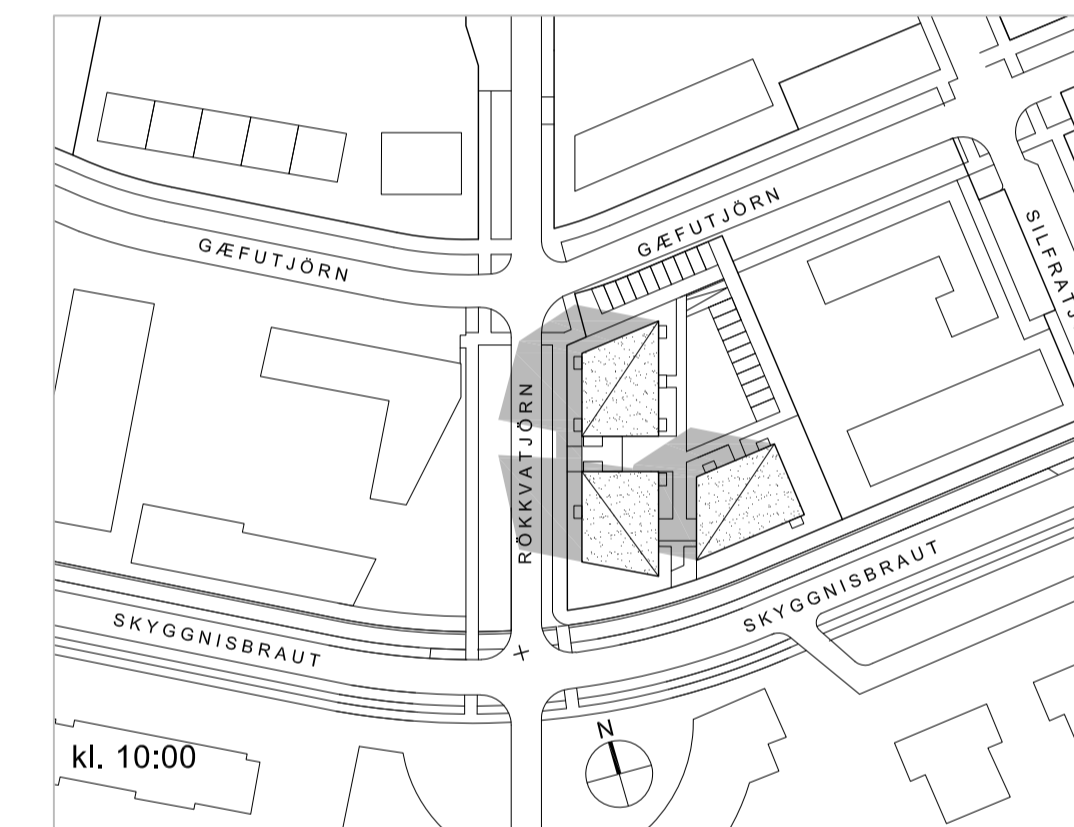 GÆFUTJÖRN
GÆFUTJÖRN
SILFRATJ
RÖKKVATJÖRN
SKYGGNISBRAUT
SKYGGNISBRAUT
N
kl. 10:00